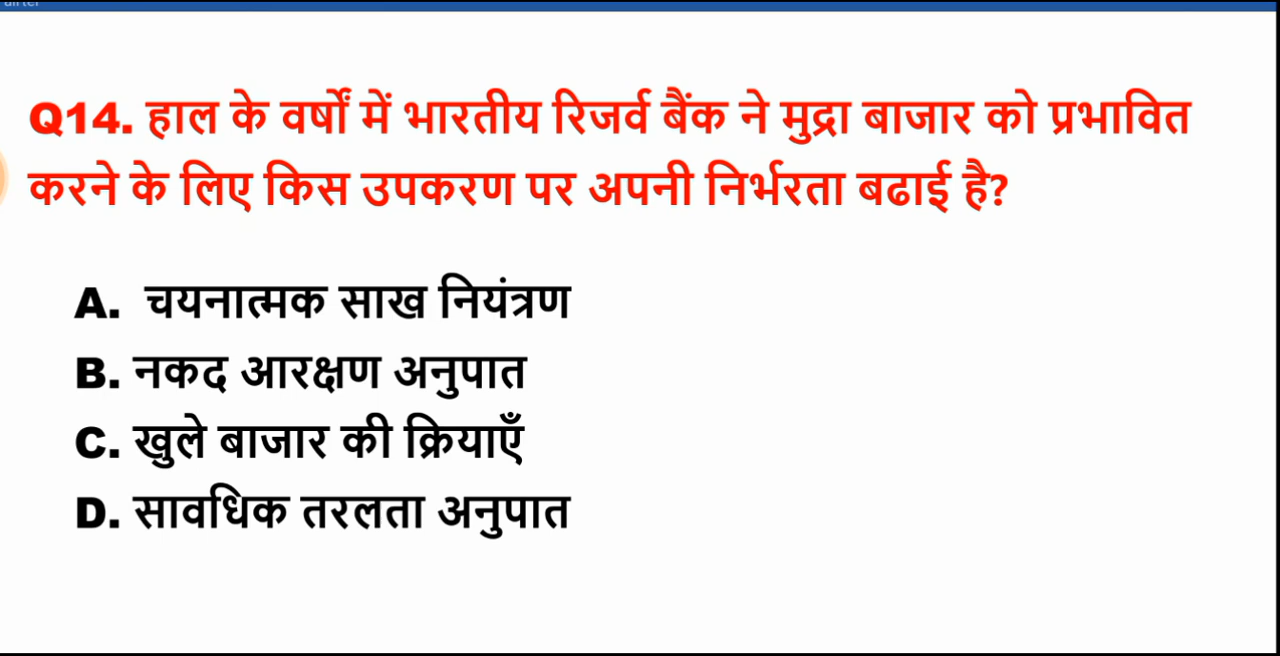 Q14. हाल के वर्षों में भारतीय रिजर्व बैंक ने मुद्रा बाजार को प्रभावित
करने के लिए किस उपकरण पर अपनी निर्भरता बढाई है?
A. चयनात्मक साख नियंत्रण
B. नकद आरक्षण अनुपात
C. खुले बाजार की क्रियाएँ
D. सावधिक तरलता अनुपात